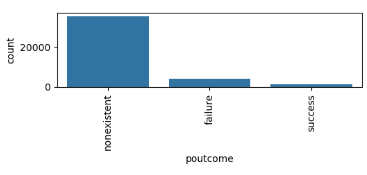 count
20000
0
nonexistent
failure
success
poutcome